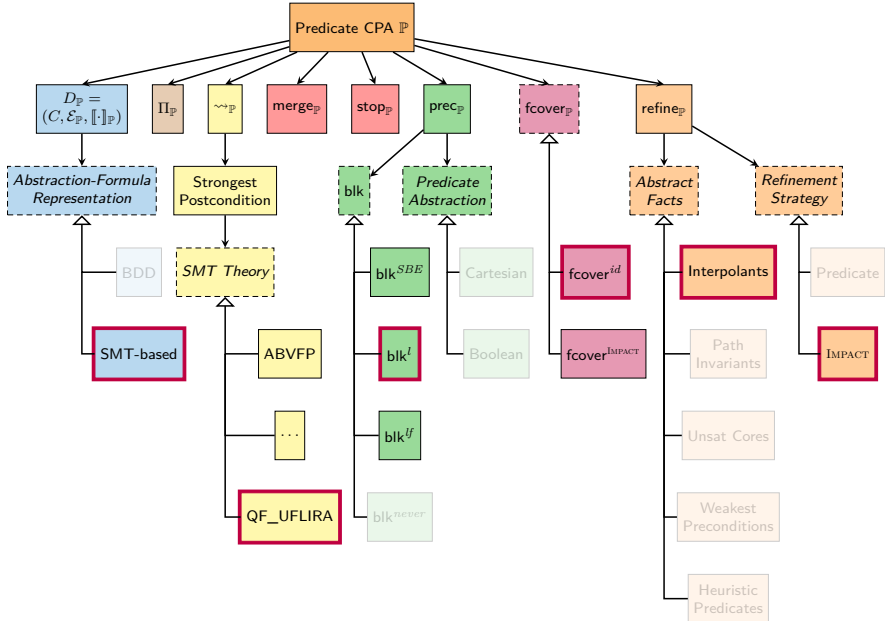 Predicate CPA ℙ
D_ℙ =
(C, ℰ_ℙ, ⟦·⟧_ℙ)
Π_ℙ
⇝_ℙ
merge_ℙ
stop_ℙ
prec_ℙ
fcover_ℙ
refine_ℙ
Abstraction-Formula
Representation
Strongest
Postcondition
blk
Predicate
Abstraction
Abstract
Facts
Refinement
Strategy
BDD
SMT Theory
blk^SBE
Cartesian
fcover^id
Interpolants
Predicate
SMT-based
ABVFP
blk^l
Boolean
fcover^IMPACT
Path
Invariants
IMPACT
···
blk^lf
Unsat Cores
QF_UFLIRA
blk^never
Weakest
Preconditions
Heuristic
Predicates